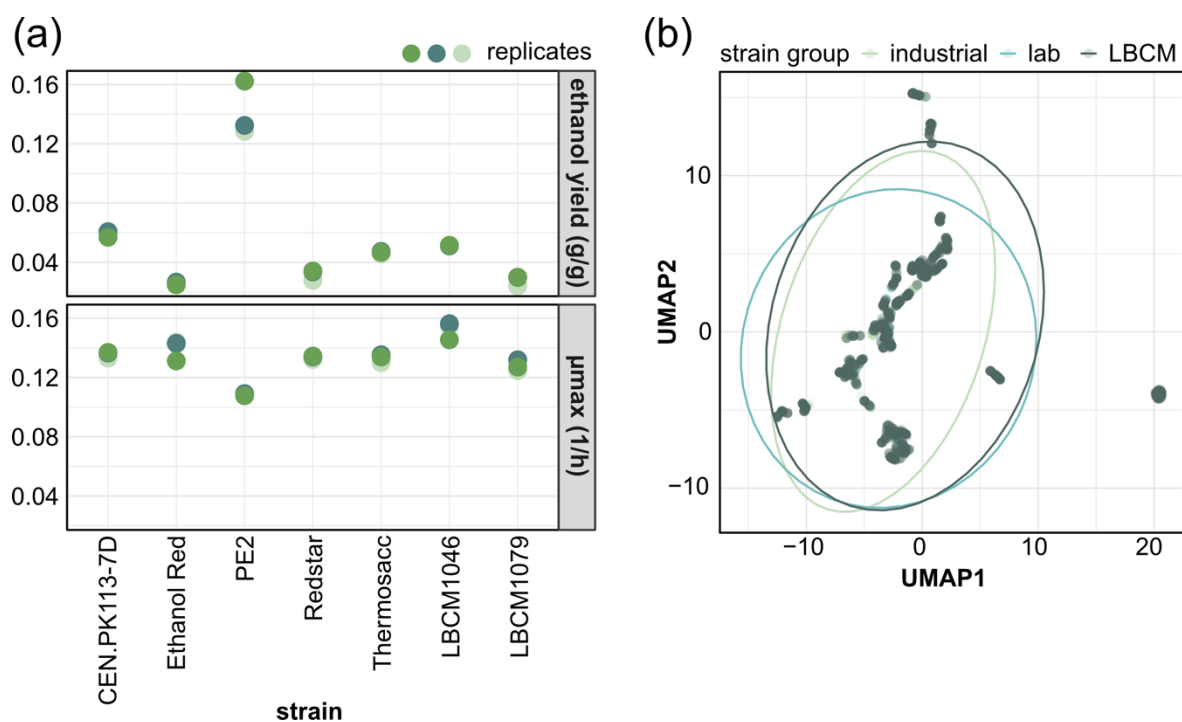 (a)
replicates
0.16
0.12
0.08
0.04
ethanol yield (g/g)
0.16
0.12
0.08
0.04
µmax (1/h)
CEN.PK113-7D
Ethanol Red
PE2
Redstar
Thermosacc
LBCM1046
LBCM1079
strain
(b)
strain group industrial lab LBCM
10
0
−10
UMAP2
−10 0 10 20
UMAP1